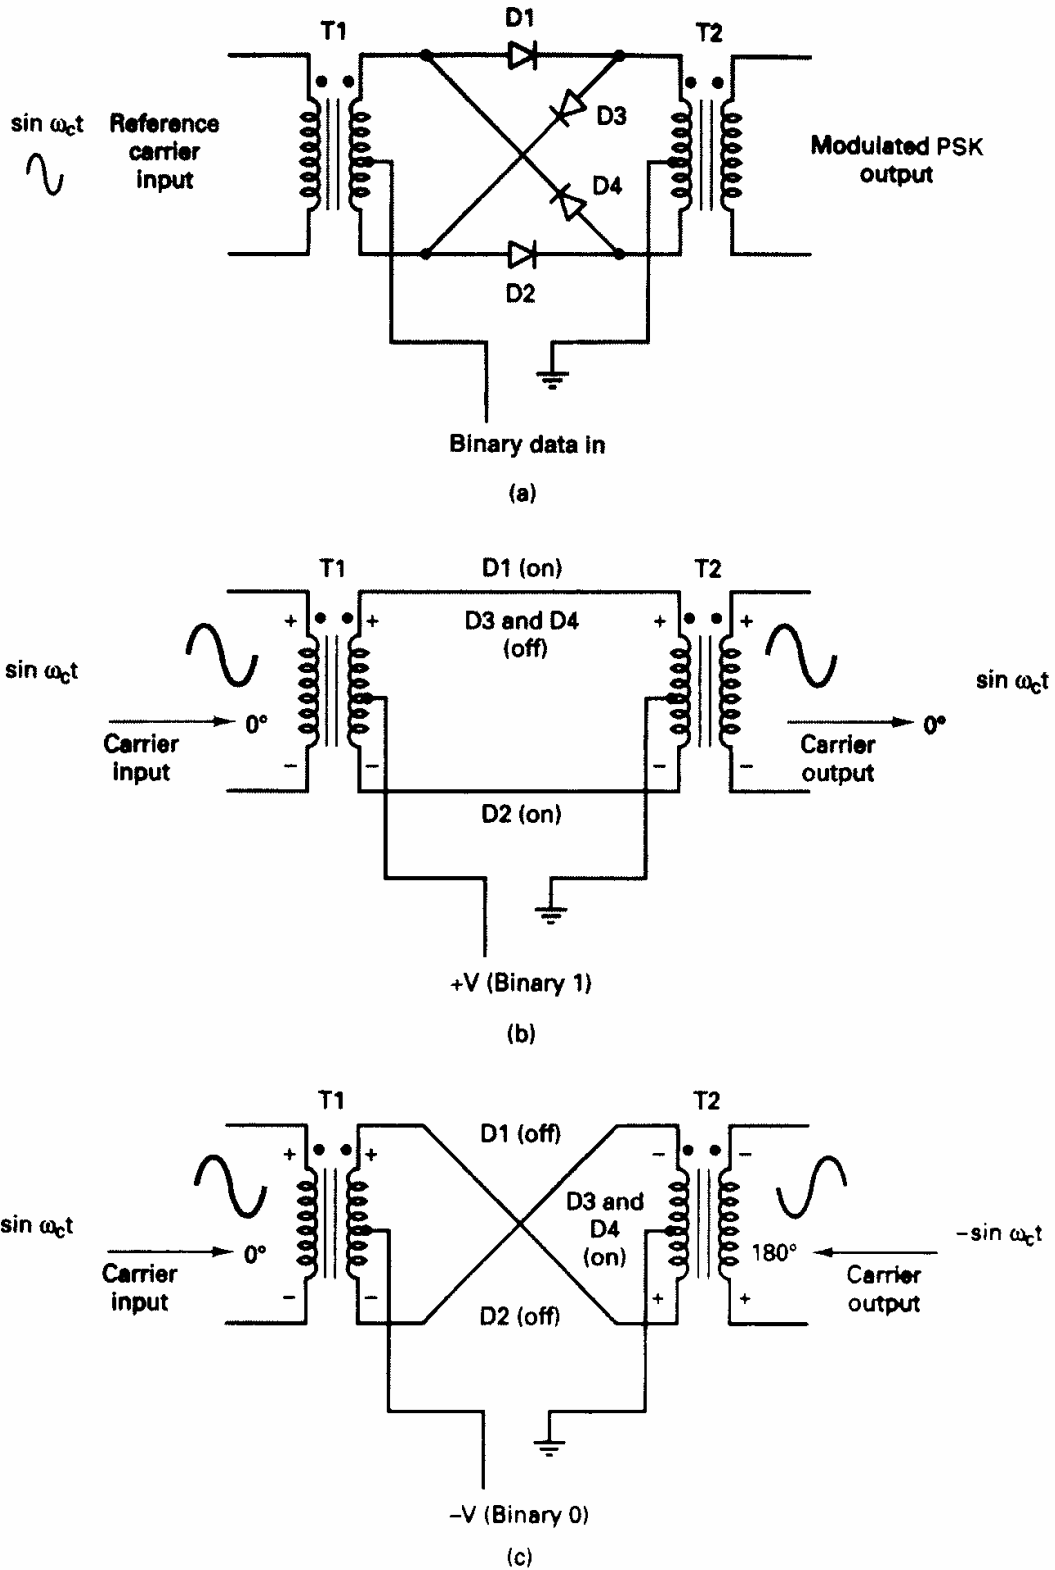 D1
T1
T2
sin ωct
Reference
carrier
input
D3
D4
Modulated PSK
output
D2
Binary data in
(a)
T1
D1 (on)
T2
+
+
D3 and D4
(off)
+
+
sin ωct
sin ωct
0°
Carrier
input
0°
Carrier
output
−
−
−
−
D2 (on)
+V (Binary 1)
(b)
T1
T2
D1 (off)
+
+
−
−
D3 and
D4
(on)
sin ωct
0°
Carrier
input
180°
−sin ωct
Carrier
output
−
−
+
+
D2 (off)
−V (Binary 0)
(c)